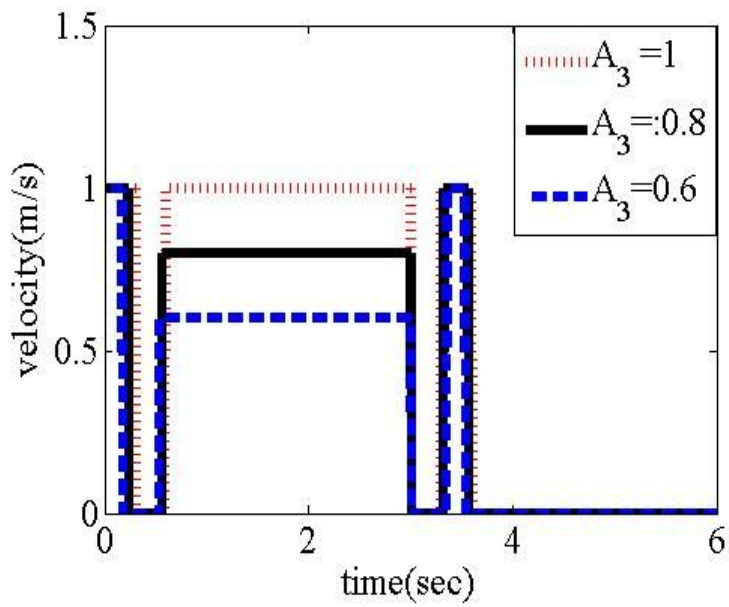 1.5
A3 =1
A3=:0.8
A3=0.6
1
velocity(m/s)
0.5
0
0 2 4 6
time(sec)